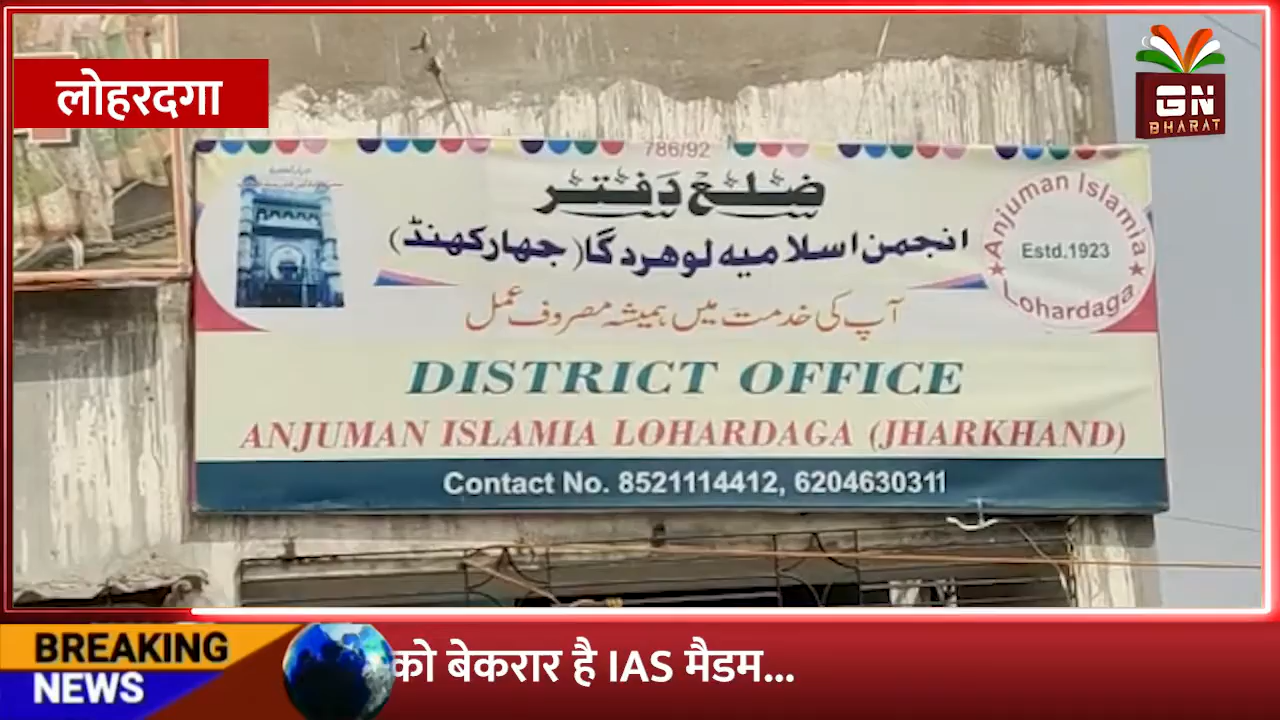 लोहरदगा
GN
BHARAT
786/92
ضلع دفتر
انجمن اسلامیہ لوهردگا (جھارکھنڈ)
آپ کی خدمت میں ہمیشہ مصروف عمل
Anjuman Islamia
Estd.1923
Lohardaga
DISTRICT OFFICE
ANJUMAN ISLAMIA LOHARDAGA (JHARKHAND)
Contact No. 8521114412, 6204630311
BREAKING
NEWS
को बेकरार है IAS मैडम...